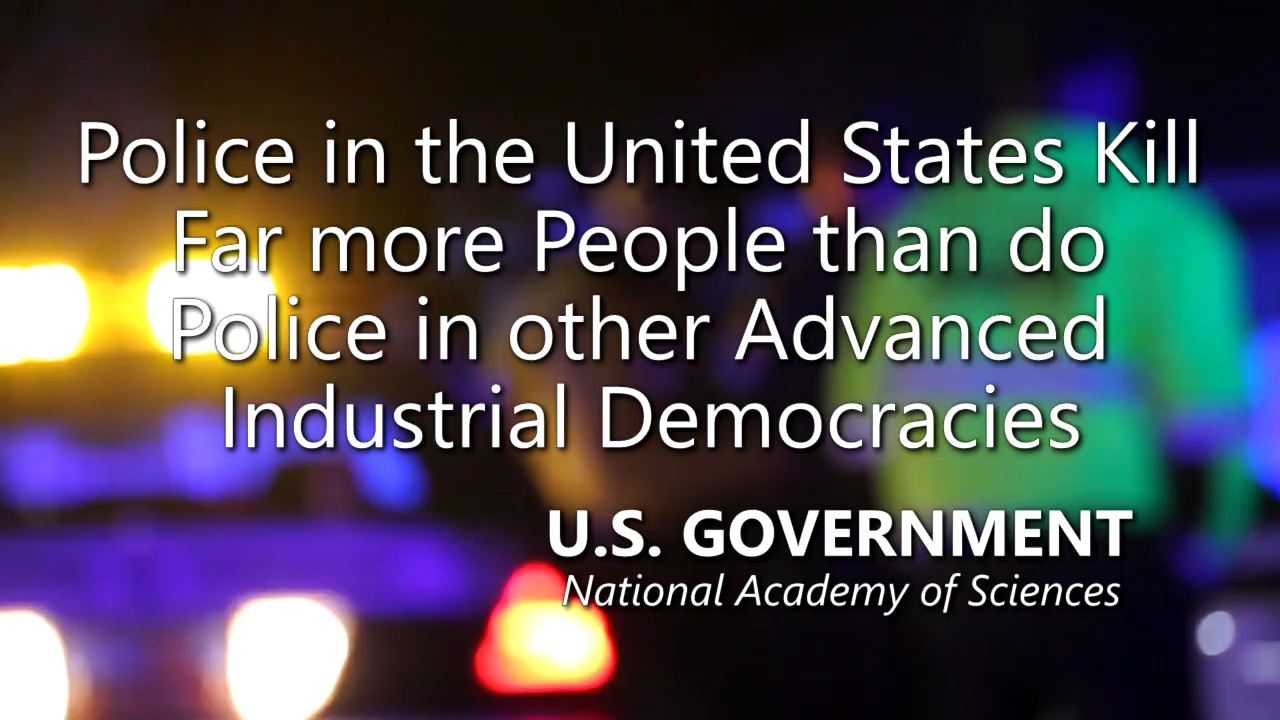 Police in the United States Kill
Far more People than do
Police in other Advanced
Industrial Democracies
U.S. GOVERNMENT
National Academy of Sciences